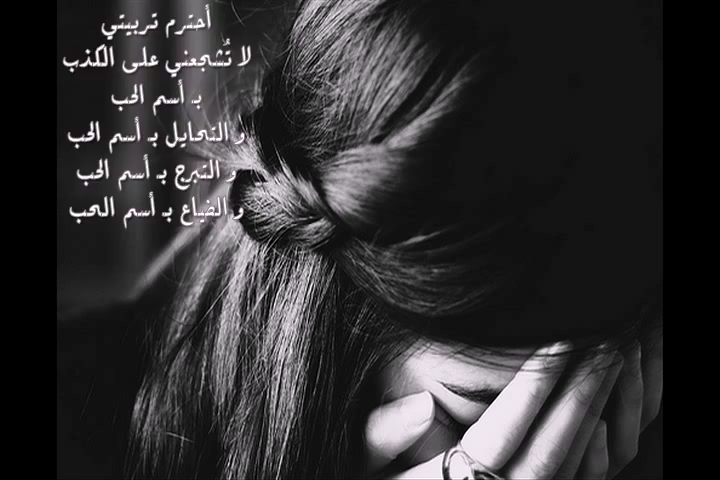 أحترم تربيتي
لا تُشجعني على الكذب
بـ أسم الحب
و التحايل بـ أسم الحب
و التبرج بـ أسم الحب
و الضياع بـ أسم الحب